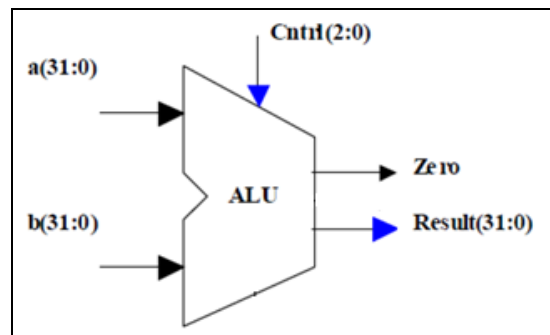 Cntrl(2:0)
a(31:0)
Zero
ALU
b(31:0)
Result(31:0)